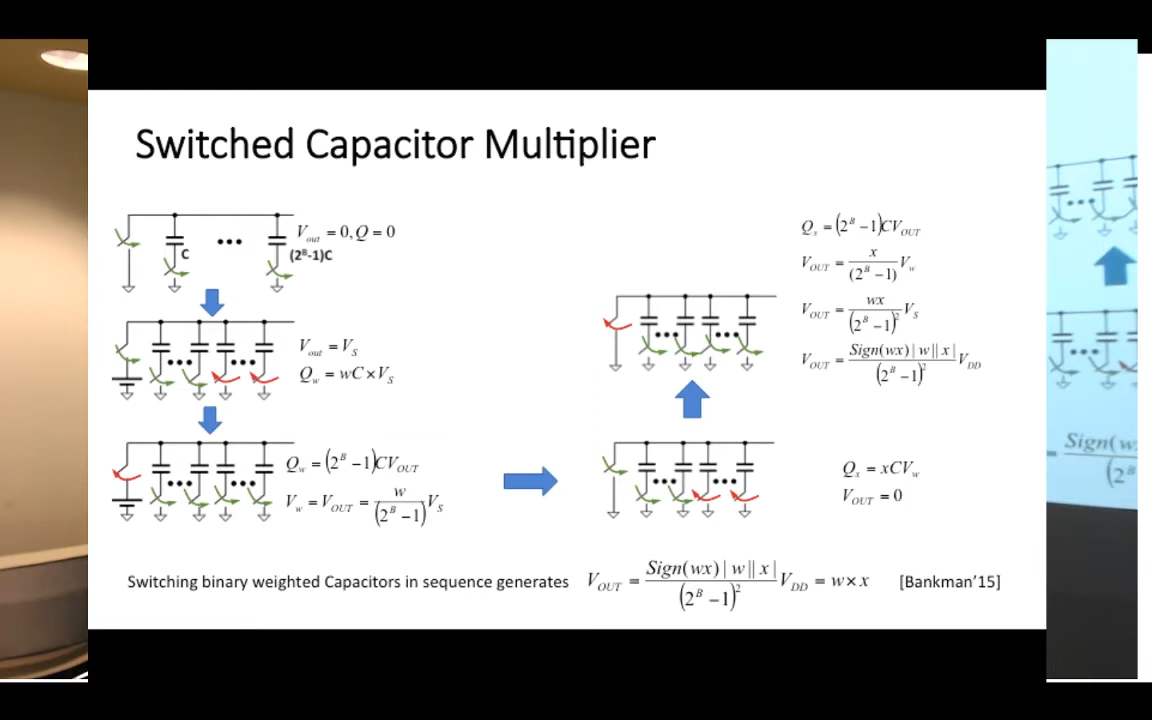 Switched Capacitor Multiplier
V_out = 0, Q = 0
C
(2^B-1)C
V_out = V_S
Q_w = wC × V_S
Q_w = (2^B − 1)CV_OUT
V_w = V_OUT = w/(2^B − 1) V_S
Q_x = (2^B − 1)CV_OUT
V_OUT = x/(2^B − 1) V_w
V_OUT = wx/(2^B − 1)^2 V_S
V_OUT = Sign(wx) | w || x |/(2^B − 1)^2 V_DD
Q_x = xCV_w
V_OUT = 0
Switching binary weighted Capacitors in sequence generates V_OUT = Sign(wx) | w || x |/(2^B − 1)^2 V_DD = w × x [Bankman'15]
= Sign(w
(2^B